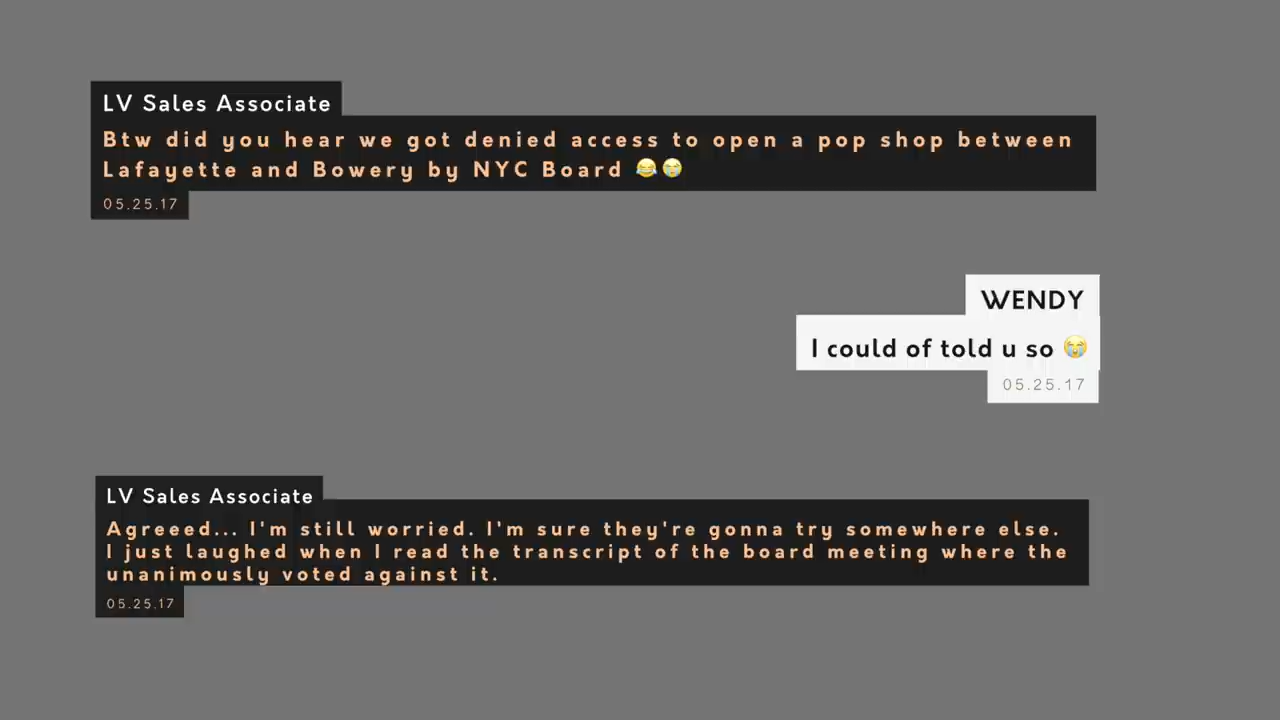 LV Sales Associate
Btw did you hear we got denied access to open a pop shop between
Lafayette and Bowery by NYC Board 😂😭
05.25.17
WENDY
I could of told u so 😭
05.25.17
LV Sales Associate
Agreeed... I'm still worried. I'm sure they're gonna try somewhere else.
I just laughed when I read the transcript of the board meeting where the
unanimously voted against it.
05.25.17